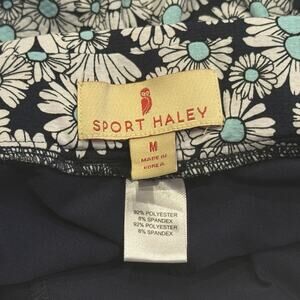 SPORT HALEY
M
MADE IN
KOREA
92% POLYESTER
8% SPANDEX
92% POLYESTER
8% SPANDEX